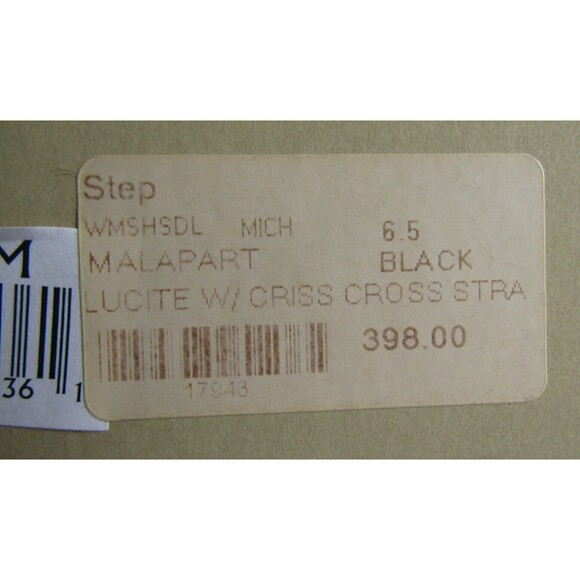 Step
WMSHSDL MICH 6.5
MALAPART BLACK
LUCITE W/ CRISS CROSS STRA
398.00
17943
M
36 1